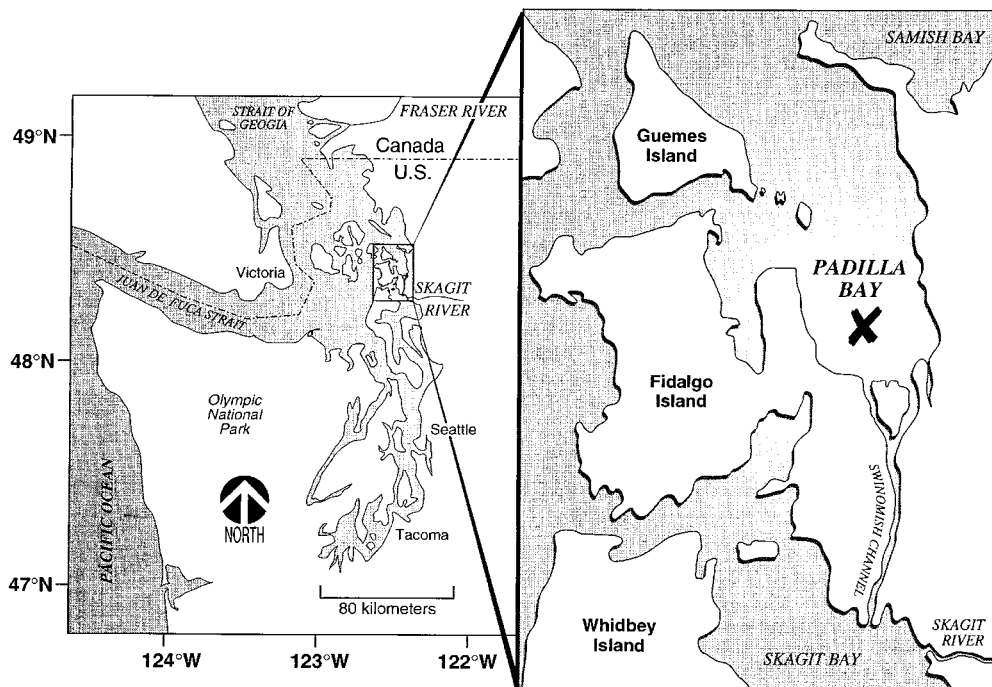 49°N
48°N
47°N
124°W
123°W
122°W
STRAIT OF
GEOGIA
FRASER RIVER
Canada
U.S.
Victoria
SKAGIT
RIVER
JUAN DE FUCA STRAIT
Olympic
National
Park
Seattle
PACIFIC OCEAN
NORTH
Tacoma
80 kilometers
SAMISH BAY
Guemes
Island
PADILLA
BAY
Fidalgo
Island
SWINOMISH CHANNEL
Whidbey
Island
SKAGIT BAY
SKAGIT
RIVER